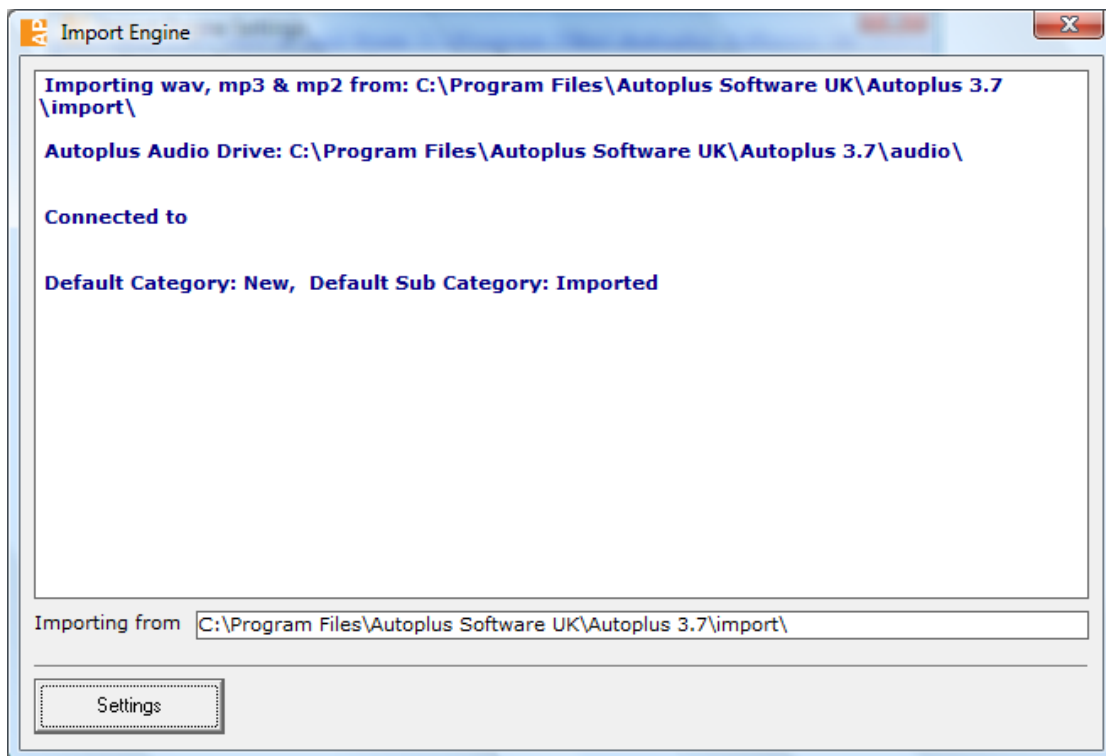 AP Import Engine
Importing wav, mp3 & mp2 from: C:\Program Files\Autoplus Software UK\Autoplus 3.7
\import\
Autoplus Audio Drive: C:\Program Files\Autoplus Software UK\Autoplus 3.7\audio\
Connected to
Default Category: New,  Default Sub Category: Imported
Importing from C:\Program Files\Autoplus Software UK\Autoplus 3.7\import\
Settings